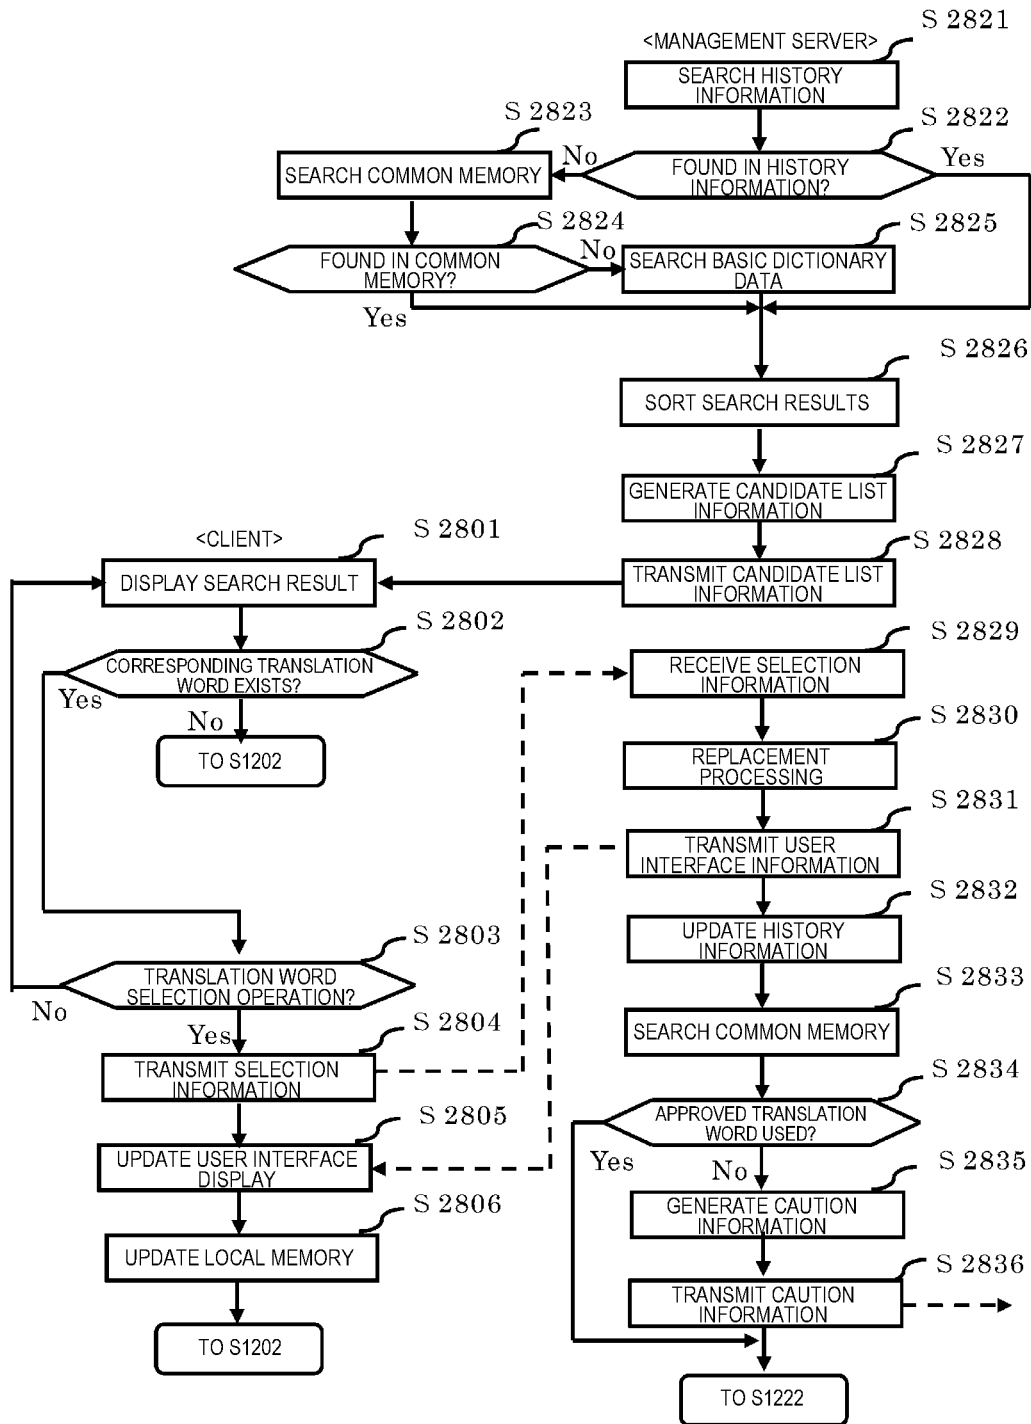 S 2821
<MANAGEMENT SERVER>
SEARCH HISTORY
INFORMATION
S 2823
S 2822
No
Yes
SEARCH COMMON MEMORY
FOUND IN HISTORY
INFORMATION?
S 2824
S 2825
No
FOUND IN COMMON
MEMORY?
SEARCH BASIC DICTIONARY
DATA
Yes
S 2826
SORT SEARCH RESULTS
S 2827
GENERATE CANDIDATE LIST
INFORMATION
<CLIENT>
S 2801
S 2828
DISPLAY SEARCH RESULT
TRANSMIT CANDIDATE LIST
INFORMATION
S 2802
S 2829
CORRESPONDING TRANSLATION
WORD EXISTS?
RECEIVE SELECTION
INFORMATION
Yes
No
S 2830
TO S1202
REPLACEMENT
PROCESSING
S 2831
TRANSMIT USER
INTERFACE INFORMATION
S 2832
UPDATE HISTORY
INFORMATION
S 2803
TRANSLATION WORD
SELECTION OPERATION?
No
S 2833
Yes
S 2804
SEARCH COMMON MEMORY
TRANSMIT SELECTION
INFORMATION
S 2834
S 2805
APPROVED TRANSLATION
WORD USED?
UPDATE USER INTERFACE
DISPLAY
Yes
No
S 2835
S 2806
GENERATE CAUTION
INFORMATION
UPDATE LOCAL MEMORY
S 2836
TRANSMIT CAUTION
INFORMATION
TO S1202
TO S1222